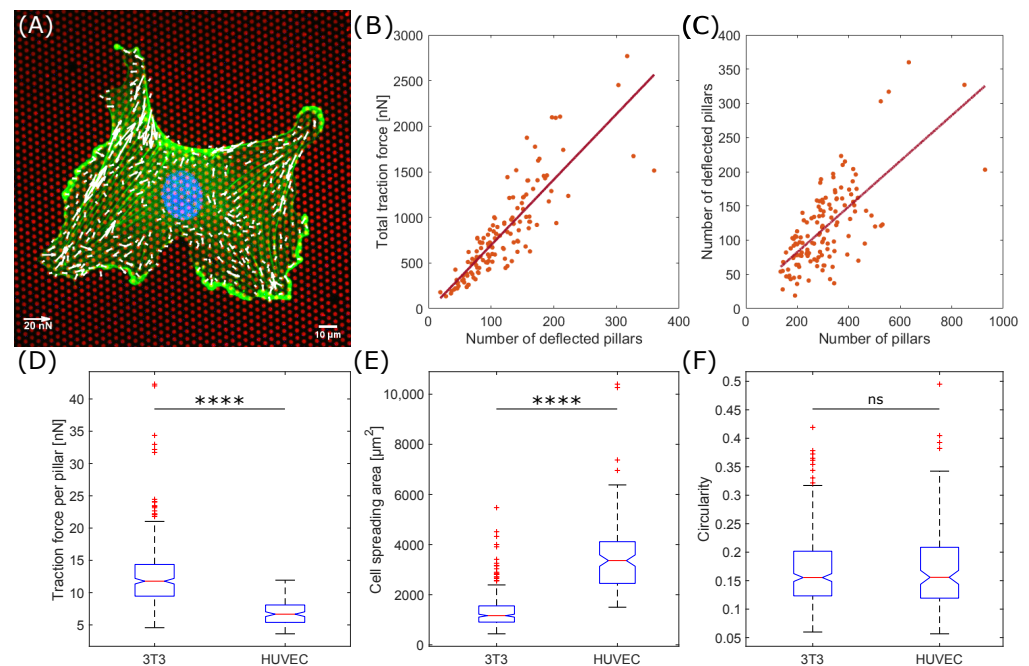 (A)
20 nN
10 µm
(B)
Total traction force [nN]
3000
2500
2000
1500
1000
500
0
0 100 200 300 400
Number of deflected pillars
(C)
Number of deflected pillars
400
350
300
250
200
150
100
50
0
0 200 400 600 800 1000
Number of pillars
(D)
Traction force per pillar [nN]
40
35
30
25
20
15
10
5
****
3T3 HUVEC
(E)
Cell spreading area [µm²]
10,000
8000
6000
4000
2000
0
****
3T3 HUVEC
(F)
Circularity
0.5
0.45
0.4
0.35
0.3
0.25
0.2
0.15
0.1
0.05
ns
3T3 HUVEC